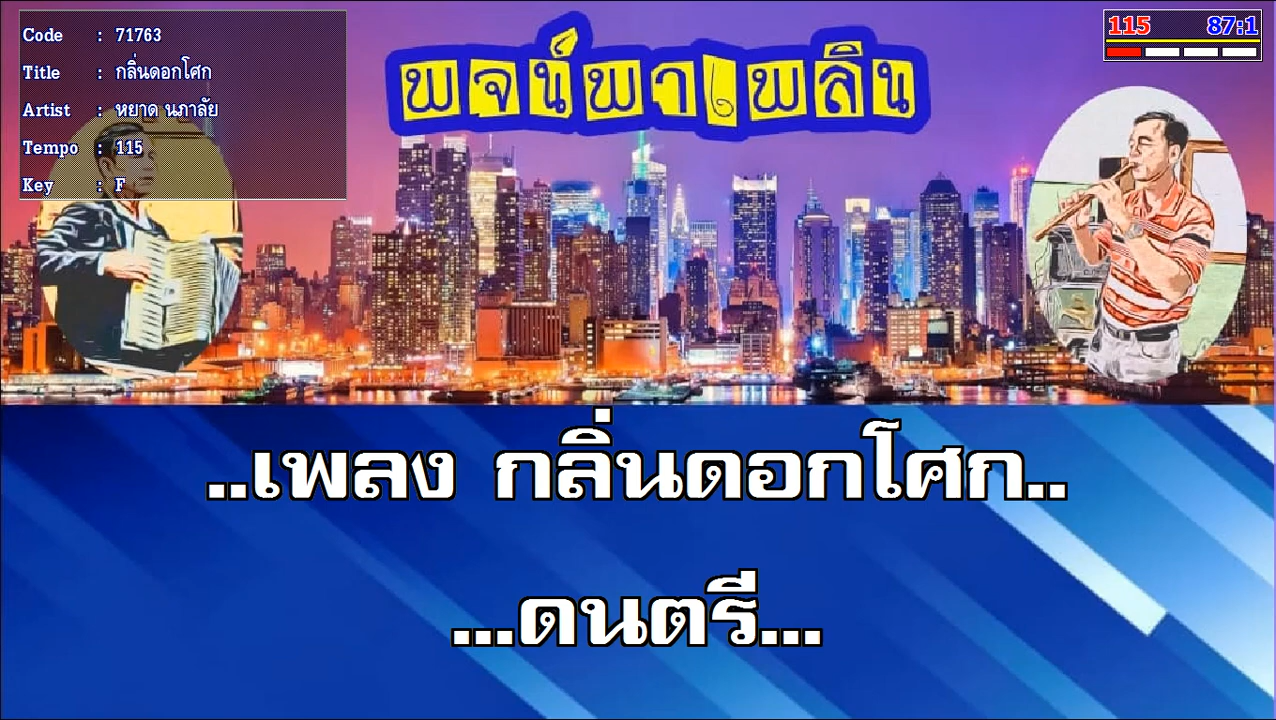 Code : 71763
Title : กลิ่นดอกโศก
Artist : หยาด นภาลัย
Tempo : 115
Key : F
พจน์พาเพลิน
115 87:1
..เพลง กลิ่นดอกโศก..
...ดนตรี...